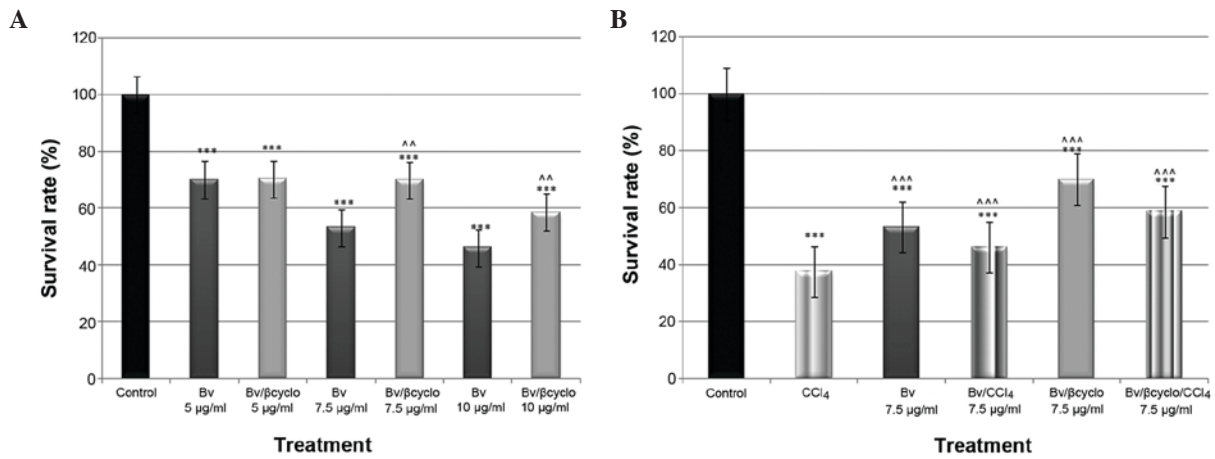 A
120
100
80
60
40
20
0
Survival rate (%)
***
***
***
^^
***
***
^^
***
Control
Bv
5 µg/ml
Bv/βcyclo
5 µg/ml
Bv
7.5 µg/ml
Bv/βcyclo
7.5 µg/ml
Bv
10 µg/ml
Bv/βcyclo
10 µg/ml
Treatment
B
120
100
80
60
40
20
0
Survival rate (%)
***
^^^
***
^^^
***
^^^
***
^^^
***
Control
CCl₄
Bv
7.5 µg/ml
Bv/CCl₄
7.5 µg/ml
Bv/βcyclo
7.5 µg/ml
Bv/βcyclo/CCl₄
7.5 µg/ml
Treatment